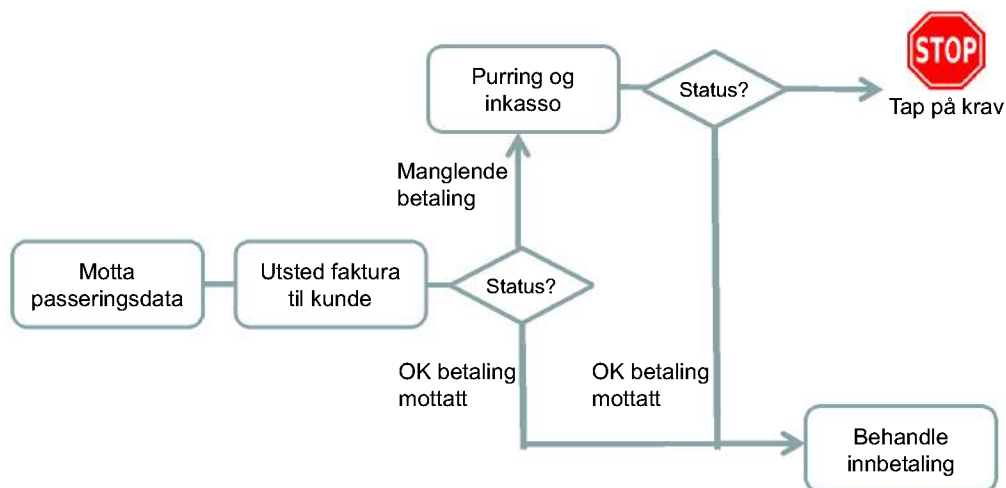 STOP
Tap på krav
Purring og
inkasso
Status?
Manglende
betaling
Motta
passeringsdata
Utsted faktura
til kunde
Status?
OK betaling
mottatt
OK betaling
mottatt
Behandle
innbetaling